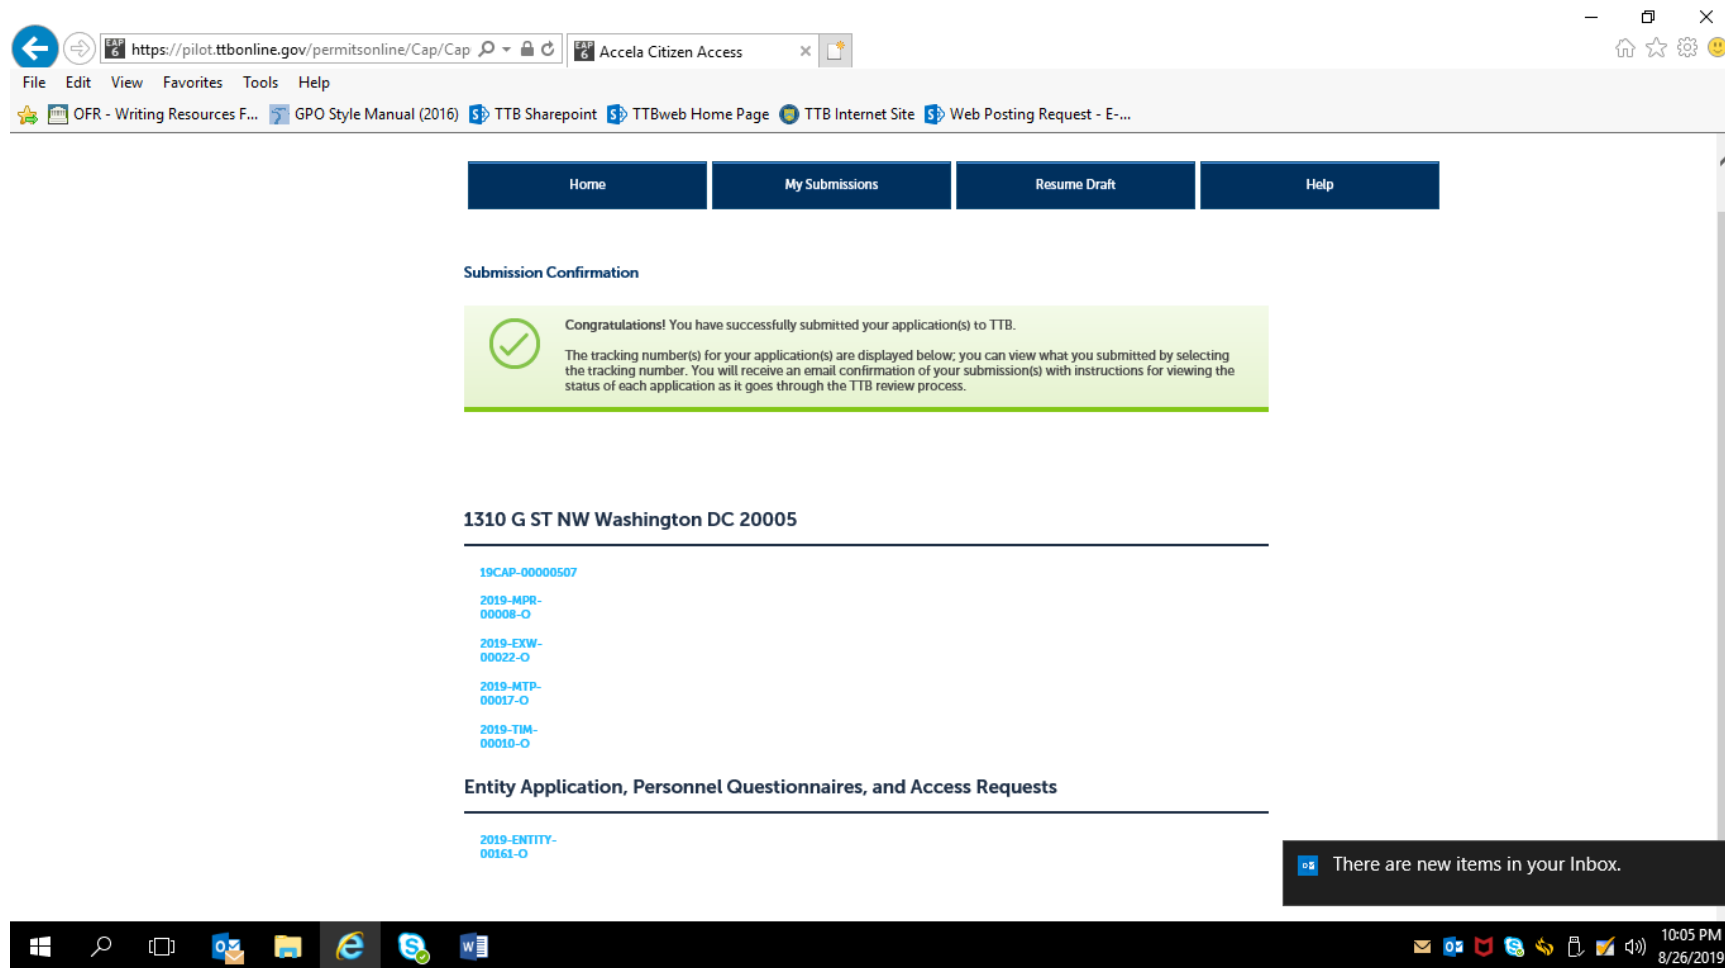 https://pilot.ttbonline.gov/permitsonline/Cap/Cap
Accela Citizen Access
File Edit View Favorites Tools Help
OFR - Writing Resources F... GPO Style Manual (2016) TTB Sharepoint TTBweb Home Page TTB Internet Site Web Posting Request - E-...
Home My Submissions Resume Draft Help
Submission Confirmation
Congratulations! You have successfully submitted your application(s) to TTB.
The tracking number(s) for your application(s) are displayed below; you can view what you submitted by selecting
the tracking number. You will receive an email confirmation of your submission(s) with instructions for viewing the
status of each application as it goes through the TTB review process.
1310 G ST NW Washington DC 20005
19CAP-00000507
2019-MPR-
00008-O
2019-EXW-
00022-O
2019-MTP-
00017-O
2019-TIM-
00010-O
Entity Application, Personnel Questionnaires, and Access Requests
2019-ENTITY-
00161-O
There are new items in your Inbox.
10:05 PM
8/26/2019